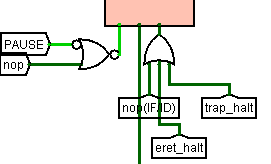 PAUSE
nop
nop(IF/ID)
trap_halt
eret_halt